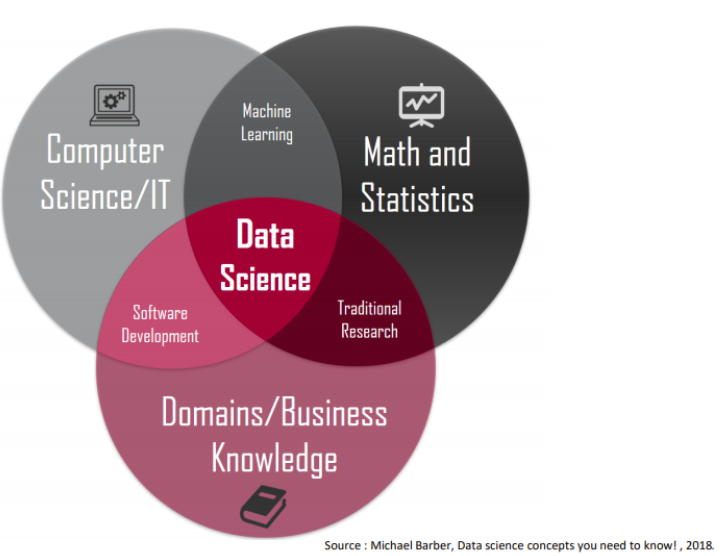 Machine
Learning
Computer
Science/IT
Math and
Statistics
Data
Science
Software
Development
Traditional
Research
Domains/Business
Knowledge
Source : Michael Barber, Data science concepts you need to know! , 2018.